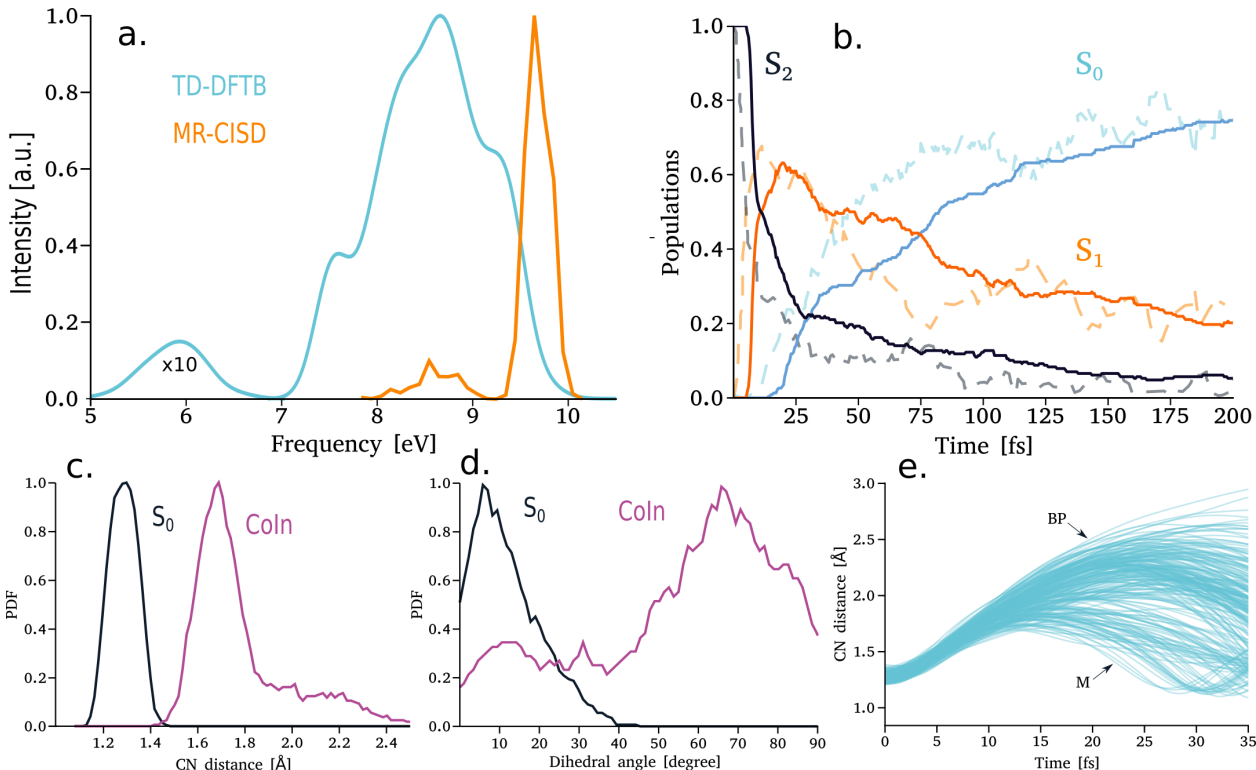 a.
1.0
0.8
0.6
0.4
0.2
0.0
Intensity [a.u.]
TD-DFTB
MR-CISD
x10
5 6 7 8 9 10
Frequency [eV]
b.
1.0
0.8
0.6
0.4
0.2
0.0
Populations
S2
S0
S1
25 50 75 100 125 150 175 200
Time [fs]
c.
1.0
0.8
0.6
0.4
0.2
0.0
PDF
S0
CoIn
1.2 1.4 1.6 1.8 2.0 2.2 2.4
CN distance [Å]
d.
1.0
0.8
0.6
0.4
0.2
0.0
PDF
S0
CoIn
10 20 30 40 50 60 70 80 90
Dihedral angle [degree]
e.
3.0
2.5
2.0
1.5
1.0
CN distance [Å]
BP
M
0 5 10 15 20 25 30 35
Time [fs]